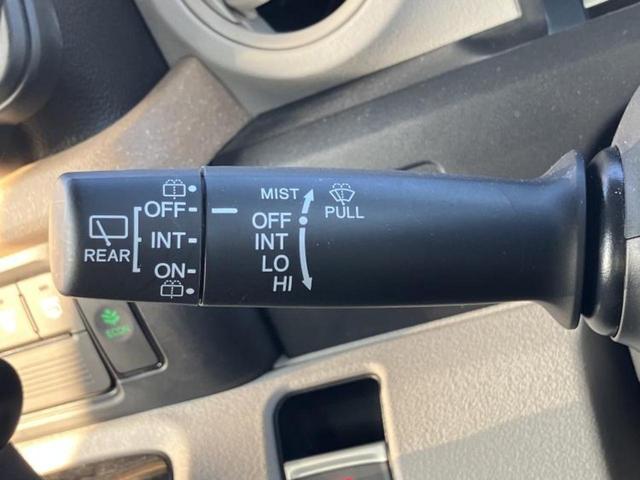 OFF
INT
ON
REAR
MIST
OFF
INT
LO
HI
PULL
ECON